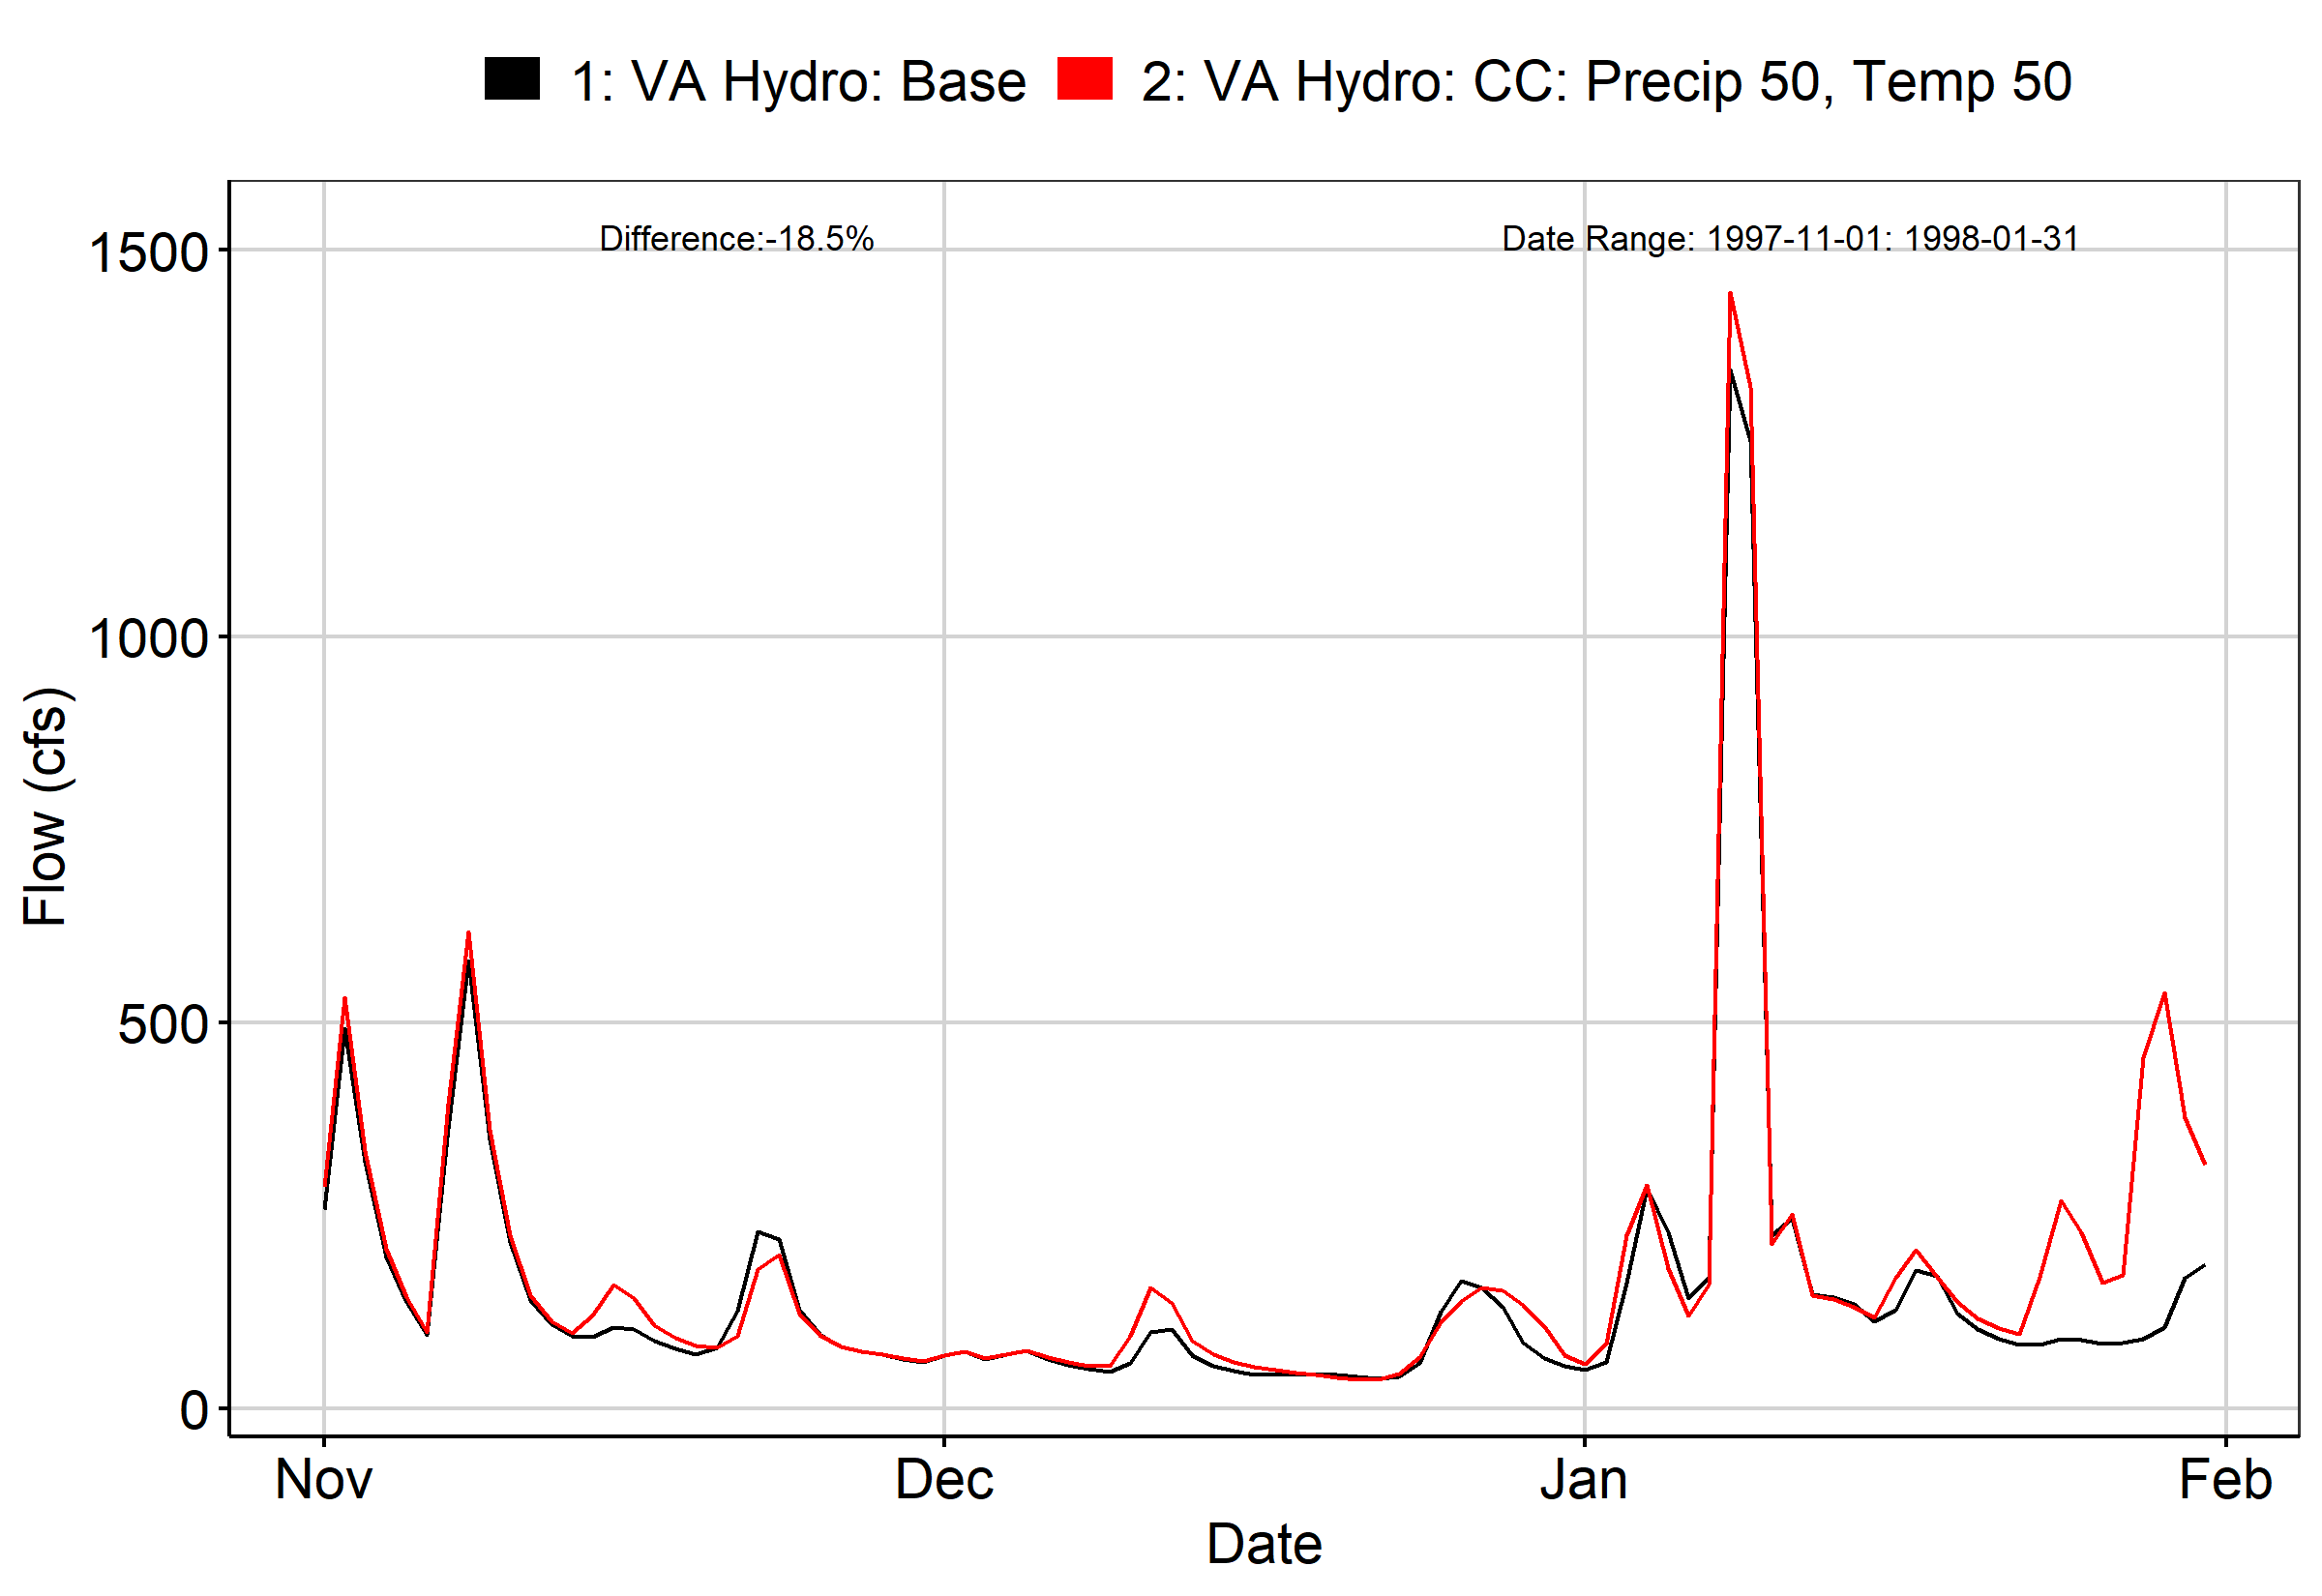 1: VA Hydro: Base 2: VA Hydro: CC: Precip 50, Temp 50
Difference:-18.5% Date Range: 1997-11-01: 1998-01-31
1500
1000
500
0
Flow (cfs)
Nov Dec Jan Feb
Date